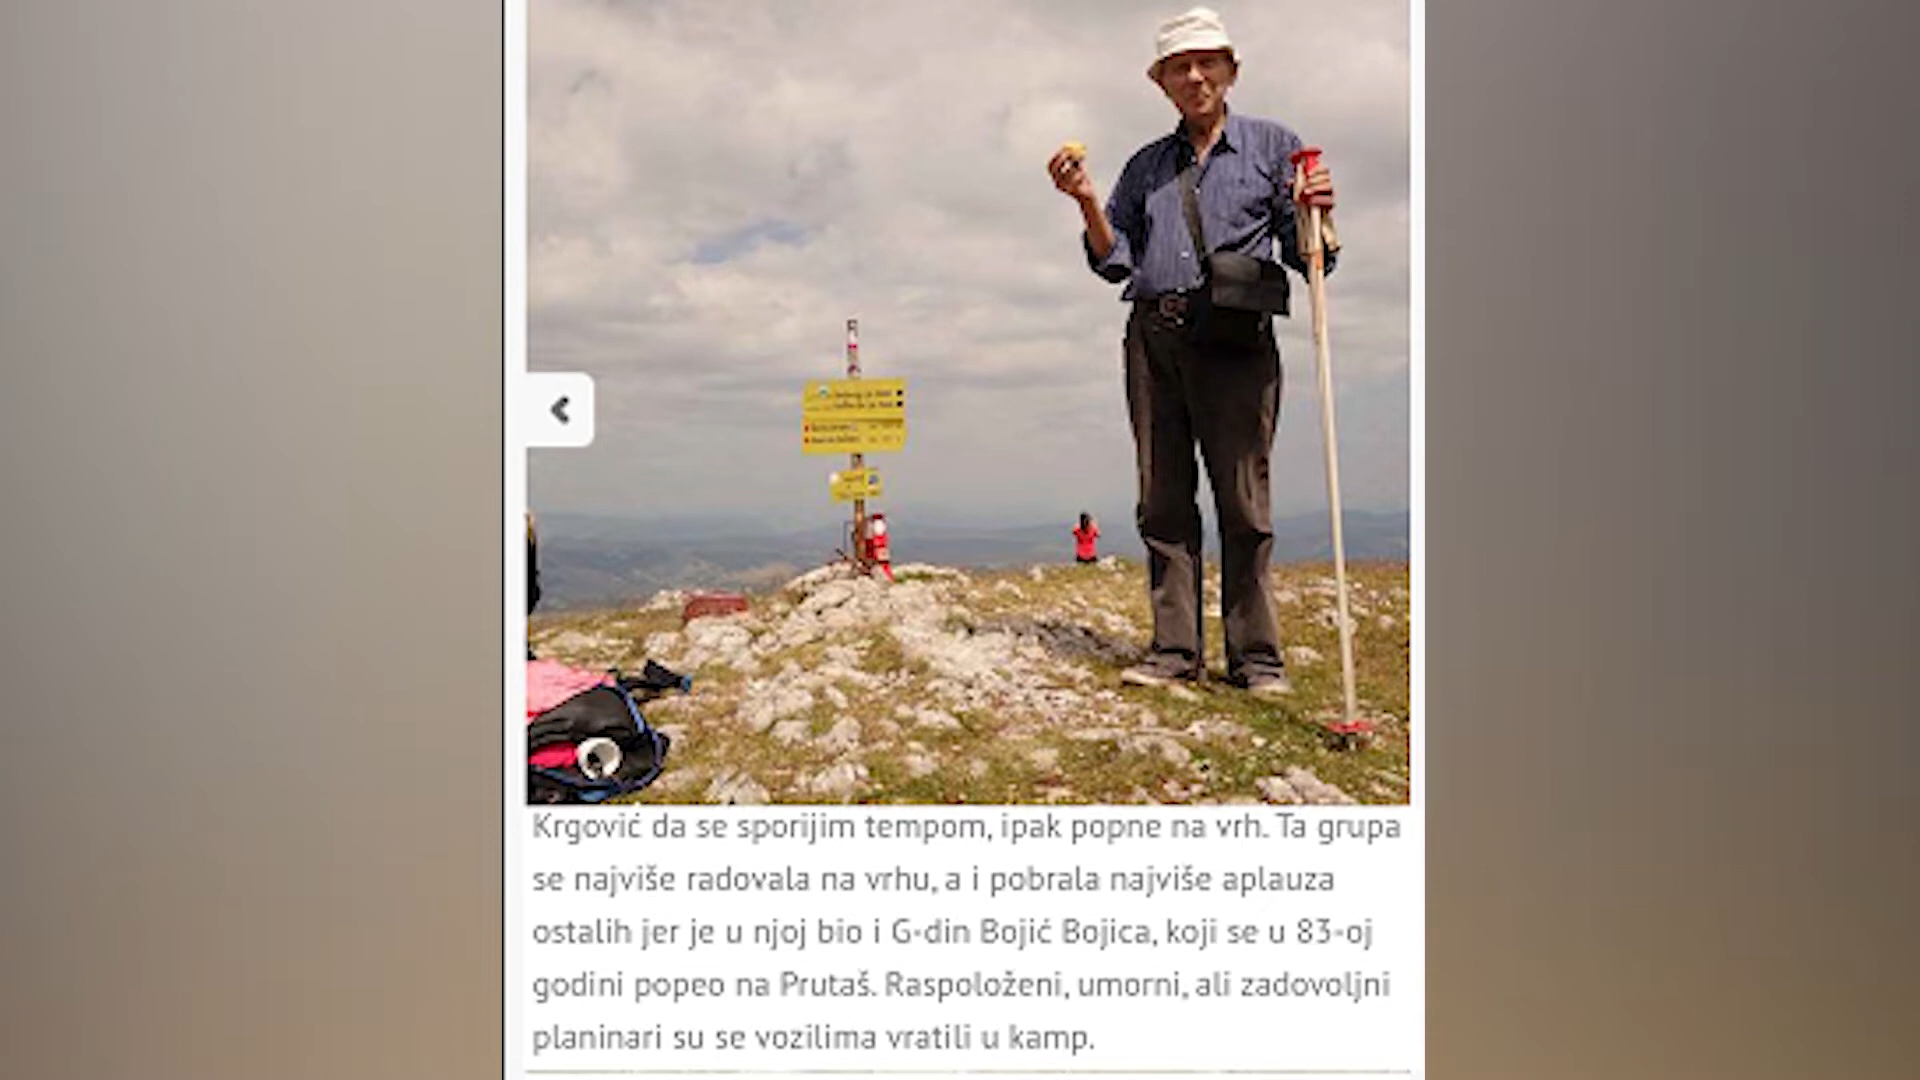 Krgović da se sporijim tempom, ipak popne na vrh. Ta grupa
se najviše radovala na vrhu, a i pobrala najviše aplauza
ostalih jer je u njoj bio i G-din Bojić Bojica, koji se u 83-oj
godini popeo na Prutaš. Raspoloženi, umorni, ali zadovoljni
planinari su se vozilima vratili u kamp.